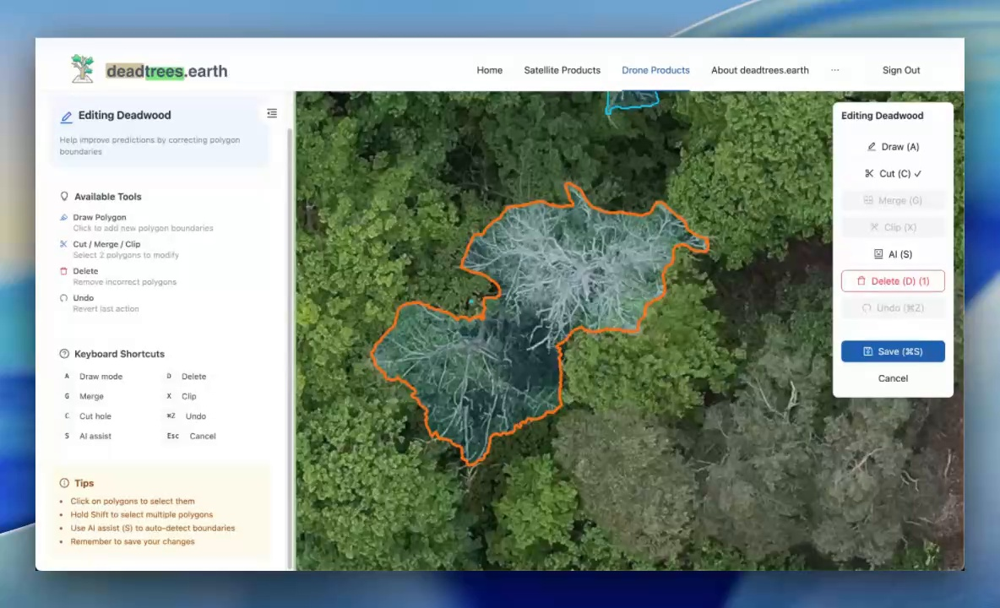 deadtrees.earth
Home Satellite Products Drone Products About deadtrees.earth ··· Sign Out
Editing Deadwood
Help improve predictions by correcting polygon
boundaries
Available Tools
Draw Polygon
Click to add new polygon boundaries
Cut / Merge / Clip
Select 2 polygons to modify
Delete
Remove incorrect polygons
Undo
Revert last action
Keyboard Shortcuts
A Draw mode D Delete
G Merge X Clip
C Cut hole ⌘Z Undo
S AI assist Esc Cancel
Tips
• Click on polygons to select them
• Hold Shift to select multiple polygons
• Use AI assist (S) to auto-detect boundaries
• Remember to save your changes
Editing Deadwood
Draw (A)
Cut (C) ✓
Merge (G)
Clip (X)
AI (S)
Delete (D) (1)
Undo (⌘Z)
Save (⌘S)
Cancel